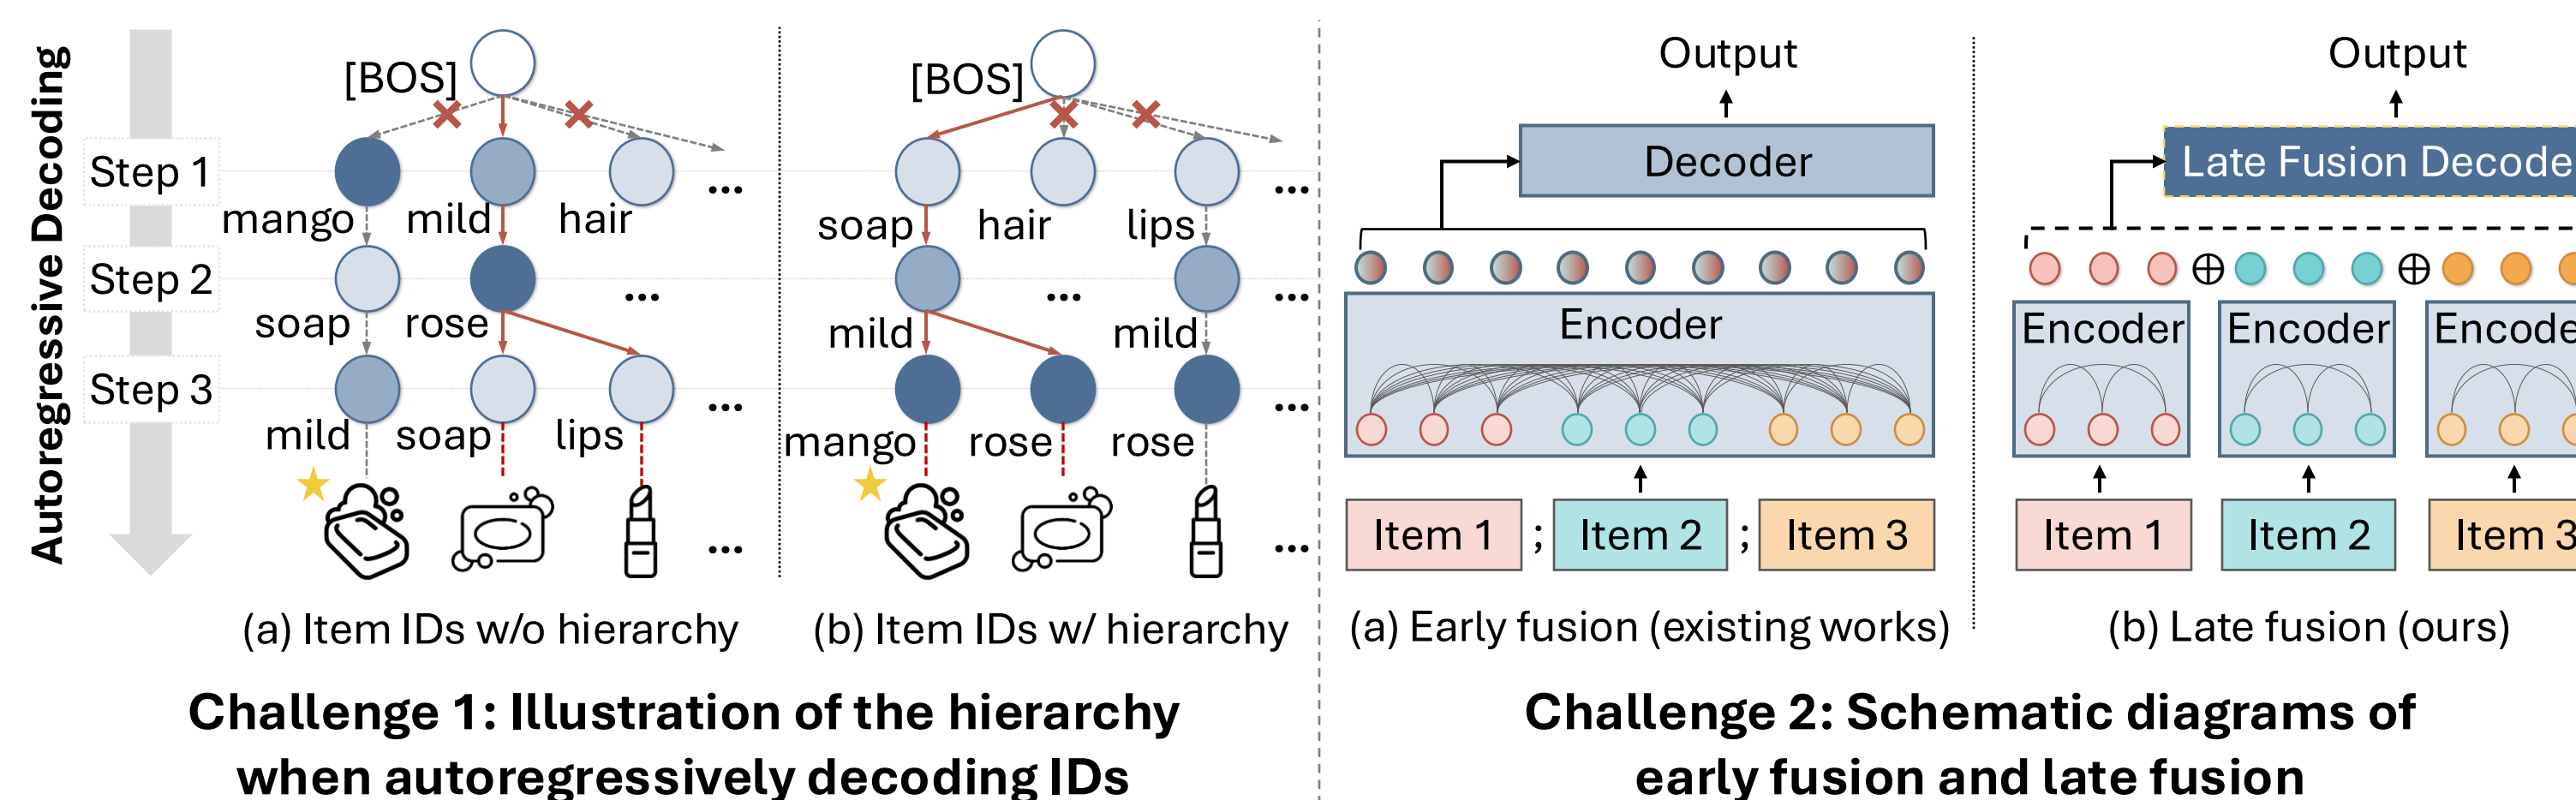 Autoregressive Decoding
Step 1
Step 2
Step 3
[BOS]
mango mild hair ...
soap rose ...
mild soap lips ...
...
(a) Item IDs w/o hierarchy
[BOS]
soap hair lips ...
mild ... mild ...
mango rose rose ...
...
(b) Item IDs w/ hierarchy
Challenge 1: Illustration of the hierarchy
when autoregressively decoding IDs
Output
Decoder
Encoder
Item 1 ; Item 2 ; Item 3
(a) Early fusion (existing works)
Output
Late Fusion Decode
Encoder Encoder Encode
Item 1 Item 2 Item 3
(b) Late fusion (ours)
Challenge 2: Schematic diagrams of
early fusion and late fusion